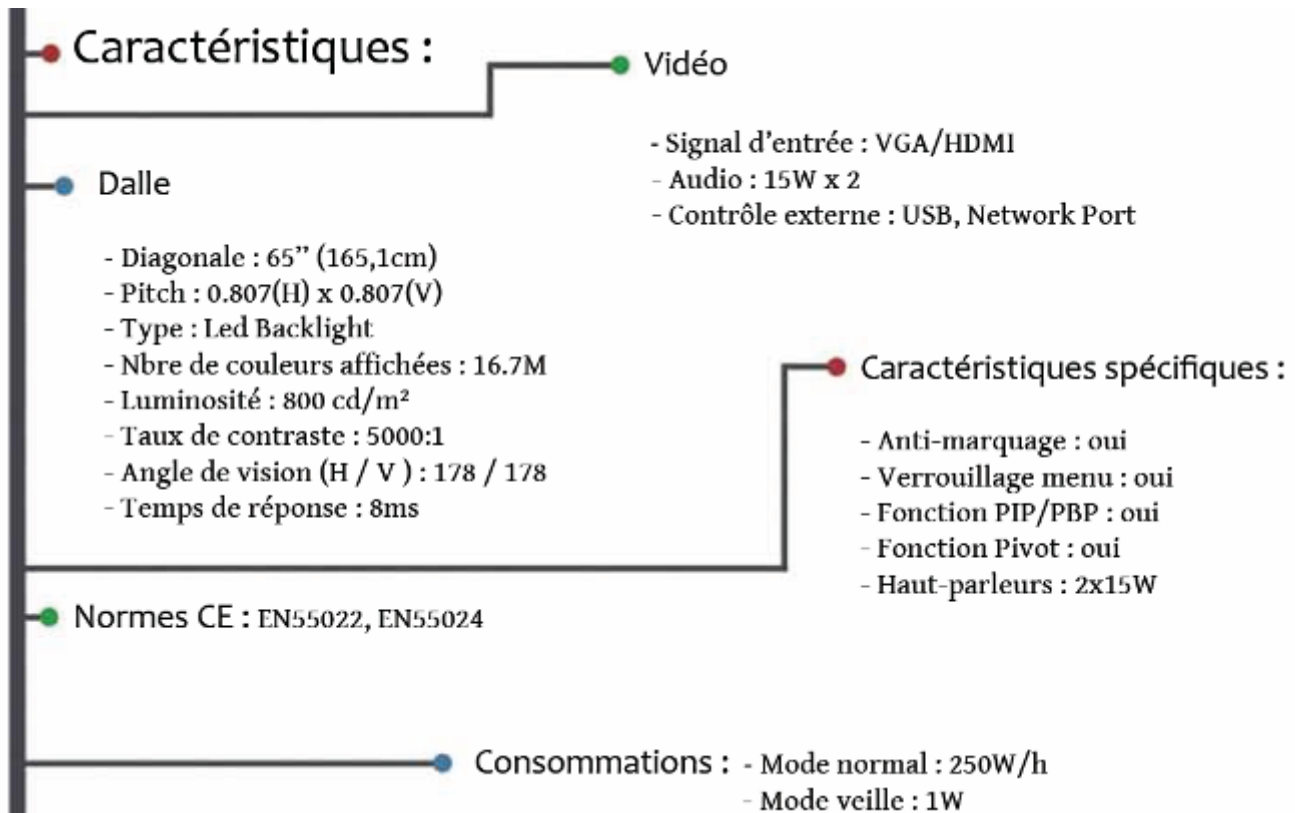 Caractéristiques :
Vidéo
- Signal d’entrée : VGA/HDMI
- Audio : 15W x 2
- Contrôle externe : USB, Network Port
Dalle
- Diagonale : 65” (165,1cm)
- Pitch : 0.807(H) x 0.807(V)
- Type : Led Backlight
- Nbre de couleurs affichées : 16.7M
- Luminosité : 800 cd/m²
- Taux de contraste : 5000:1
- Angle de vision (H / V ) : 178 / 178
- Temps de réponse : 8ms
Caractéristiques spécifiques :
- Anti-marquage : oui
- Verrouillage menu : oui
- Fonction PIP/PBP : oui
- Fonction Pivot : oui
- Haut-parleurs : 2x15W
Normes CE : EN55022, EN55024
Consommations : - Mode normal : 250W/h
- Mode veille : 1W